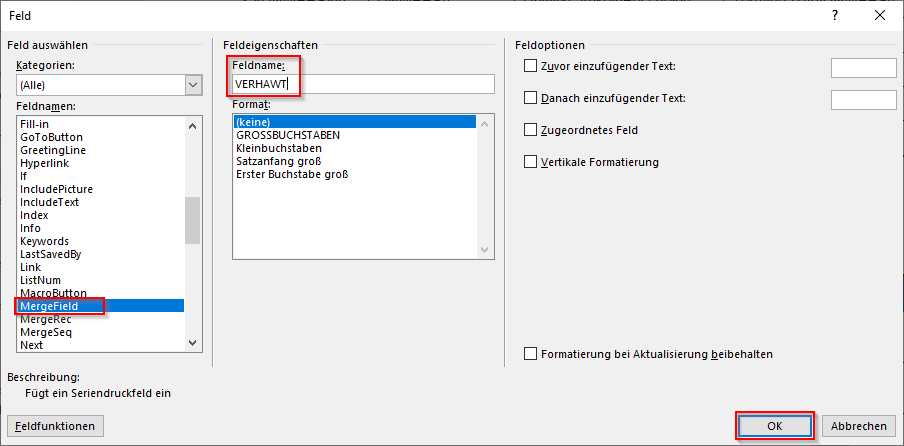 Feld
?
Feld auswählen
Kategorien:
(Alle)
Feldnamen:
Fill-in
GoToButton
GreetingLine
Hyperlink
If
IncludePicture
IncludeText
Index
Info
Keywords
LastSavedBy
Link
ListNum
MacroButton
MergeField
MergeRec
MergeSeq
Next
Feldeigenschaften
Feldname:
VERHAWT
Format:
(keine)
GROSSBUCHSTABEN
Kleinbuchstaben
Satzanfang groß
Erster Buchstabe groß
Feldoptionen
Zuvor einzufügender Text:
Danach einzufügender Text:
Zugeordnetes Feld
Vertikale Formatierung
Formatierung bei Aktualisierung beibehalten
Beschreibung:
Fügt ein Seriendruckfeld ein
Feldfunktionen
OK
Abbrechen